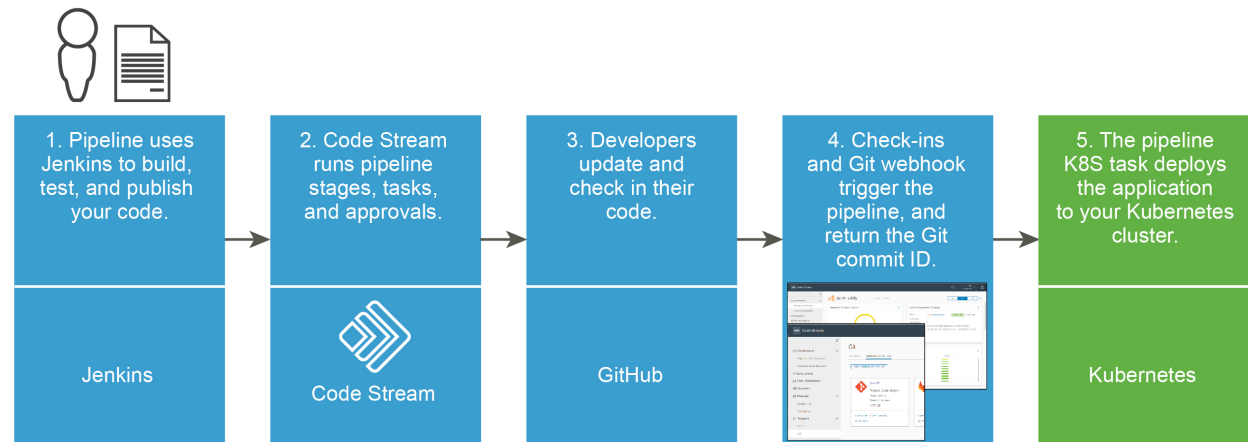 1. Pipeline uses
Jenkins to build,
test, and publish
your code.
Jenkins
2. Code Stream
runs pipeline
stages, tasks,
and approvals.
Code Stream
3. Developers
update and
check in their
code.
GitHub
4. Check-ins
and Git webhook
trigger the
pipeline, and
return the Git
commit ID.
Code Stream
Git
5. The pipeline
K8S task deploys
the application
to your Kubernetes
cluster.
Kubernetes